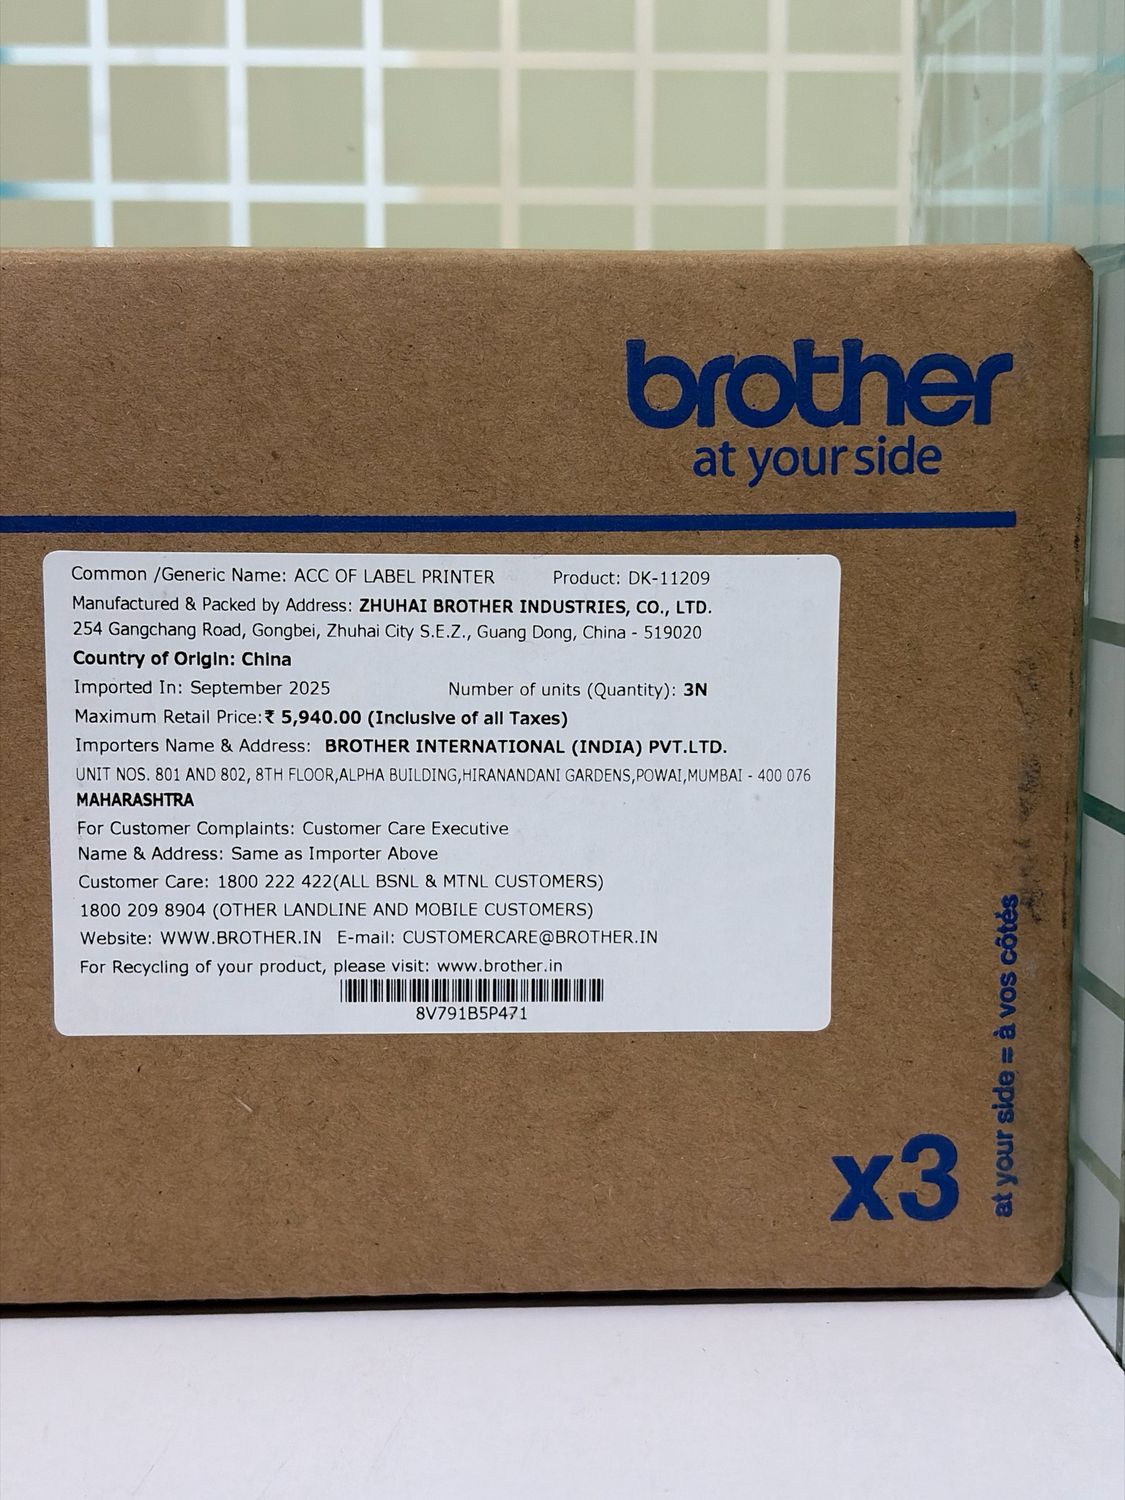 brother
at your side
Common /Generic Name: ACC OF LABEL PRINTER Product: DK-11209
Manufactured & Packed by Address: ZHUHAI BROTHER INDUSTRIES, CO., LTD.
254 Gangchang Road, Gongbei, Zhuhai City S.E.Z., Guang Dong, China - 519020
Country of Origin: China
Imported In: September 2025 Number of units (Quantity): 3N
Maximum Retail Price:₹ 5,940.00 (Inclusive of all Taxes)
Importers Name & Address: BROTHER INTERNATIONAL (INDIA) PVT.LTD.
UNIT NOS. 801 AND 802, 8TH FLOOR,ALPHA BUILDING,HIRANANDANI GARDENS,POWAI,MUMBAI - 400 076
MAHARASHTRA
For Customer Complaints: Customer Care Executive
Name & Address: Same as Importer Above
Customer Care: 1800 222 422(ALL BSNL & MTNL CUSTOMERS)
1800 209 8904 (OTHER LANDLINE AND MOBILE CUSTOMERS)
Website: WWW.BROTHER.IN E-mail: CUSTOMERCARE@BROTHER.IN
For Recycling of your product, please visit: www.brother.in
8V791B5P471
at your side = à vos côtés
x3